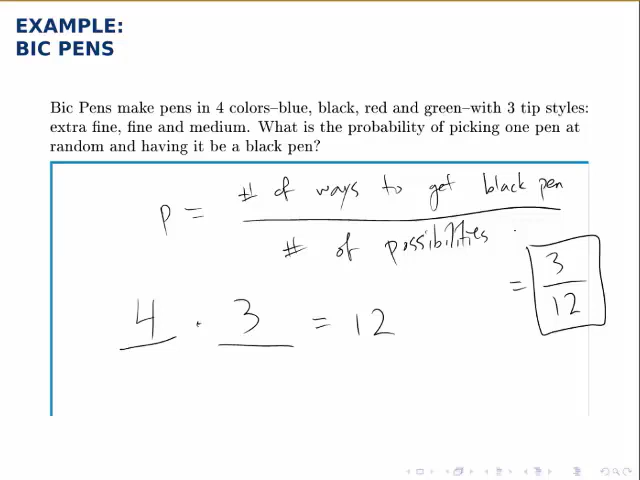 EXAMPLE:
BIC PENS
Bic Pens make pens in 4 colors–blue, black, red and green–with 3 tip styles:
extra fine, fine and medium. What is the probability of picking one pen at
random and having it be a black pen?
P = # of ways to get black pen
# of possibilities
= 3
12
4 · 3 = 12